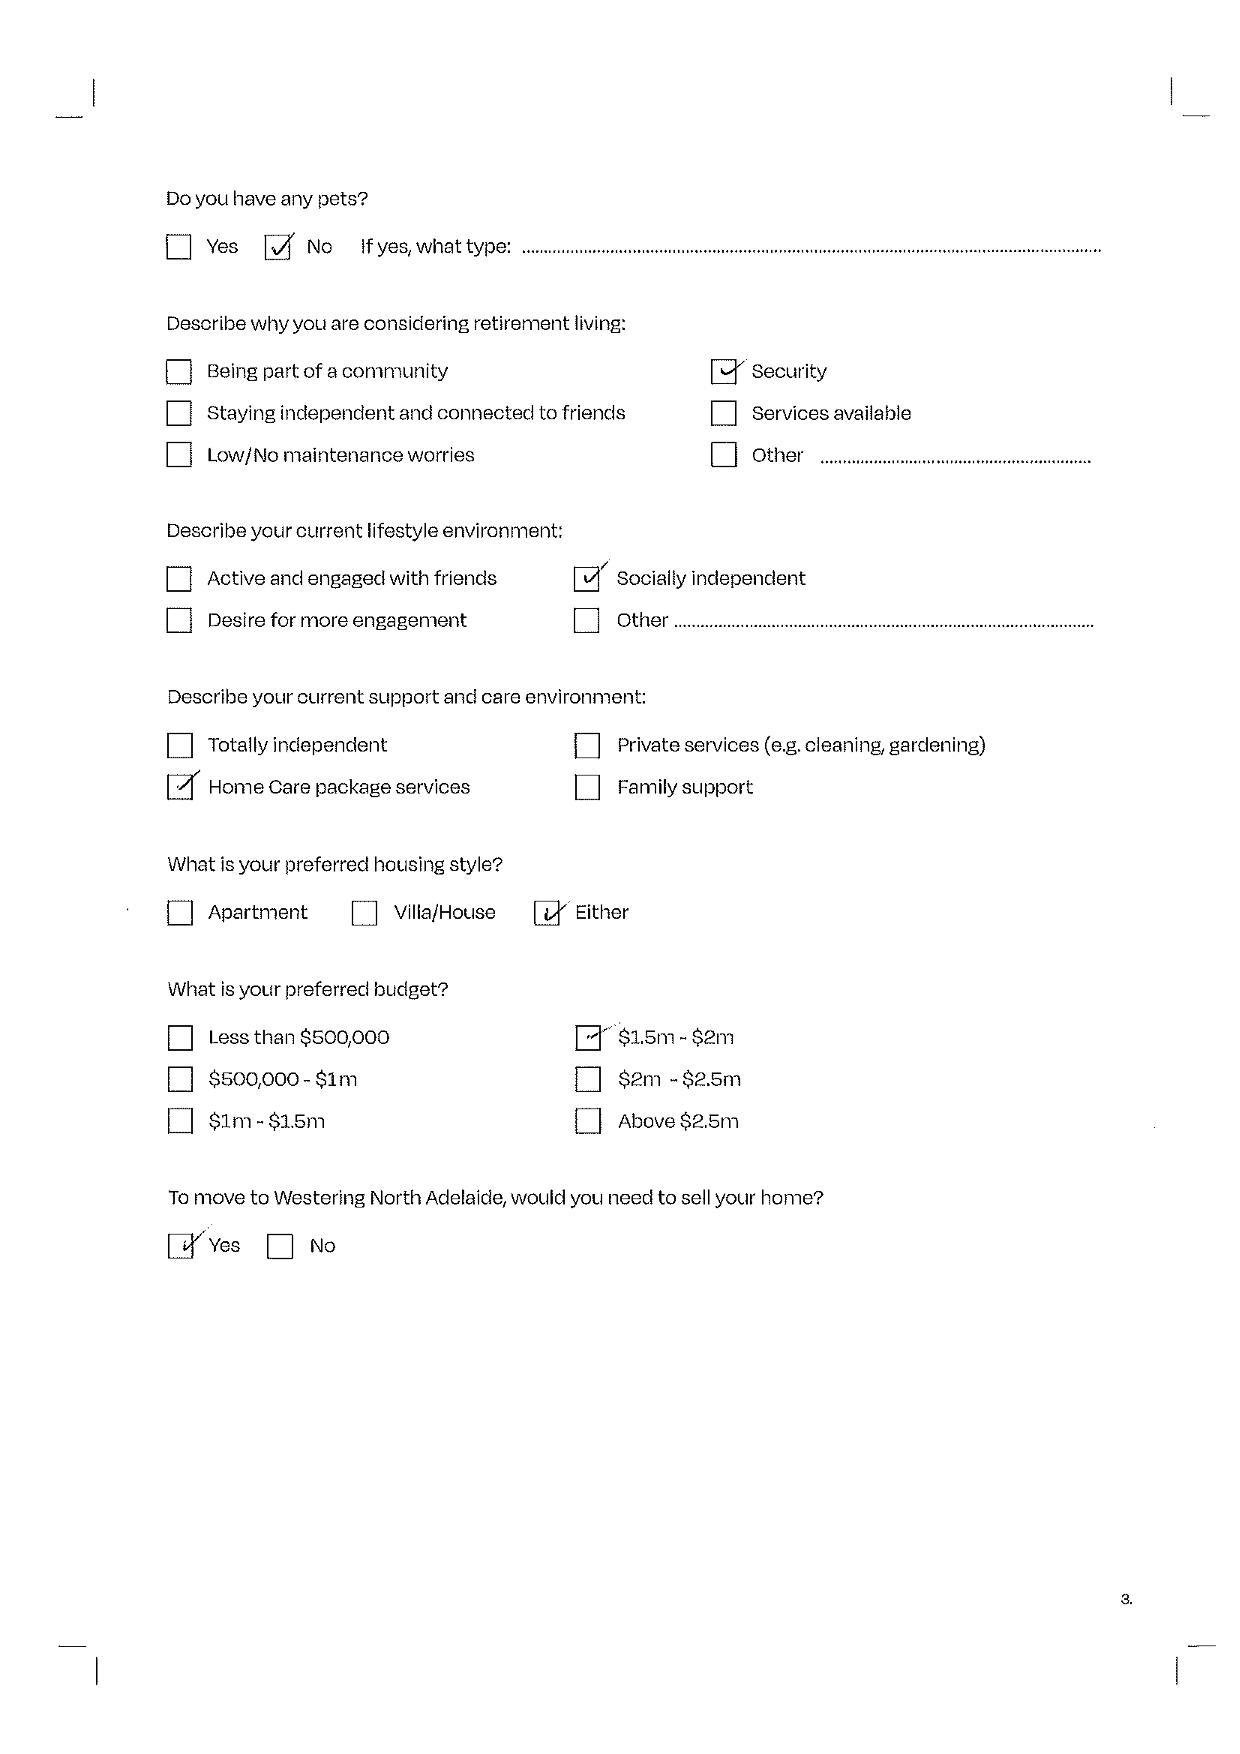 Do you have any pets?
☐ Yes ☑ No If yes, what type: ....................
Describe why you are considering retirement living:
☐ Being part of a community ☑ Security
☐ Staying independent and connected to friends ☐ Services available
☐ Low/No maintenance worries ☐ Other ....................
Describe your current lifestyle environment:
☐ Active and engaged with friends ☑ Socially independent
☐ Desire for more engagement ☐ Other ....................
Describe your current support and care environment:
☐ Totally independent ☐ Private services (e.g. cleaning, gardening)
☑ Home Care package services ☐ Family support
What is your preferred housing style?
☐ Apartment ☐ Villa/House ☑ Either
What is your preferred budget?
☐ Less than $500,000 ☑ $1.5m - $2m
☐ $500,000 - $1m ☐ $2m - $2.5m
☐ $1m - $1.5m ☐ Above $2.5m
To move to Westering North Adelaide, would you need to sell your home?
☑ Yes ☐ No
3.